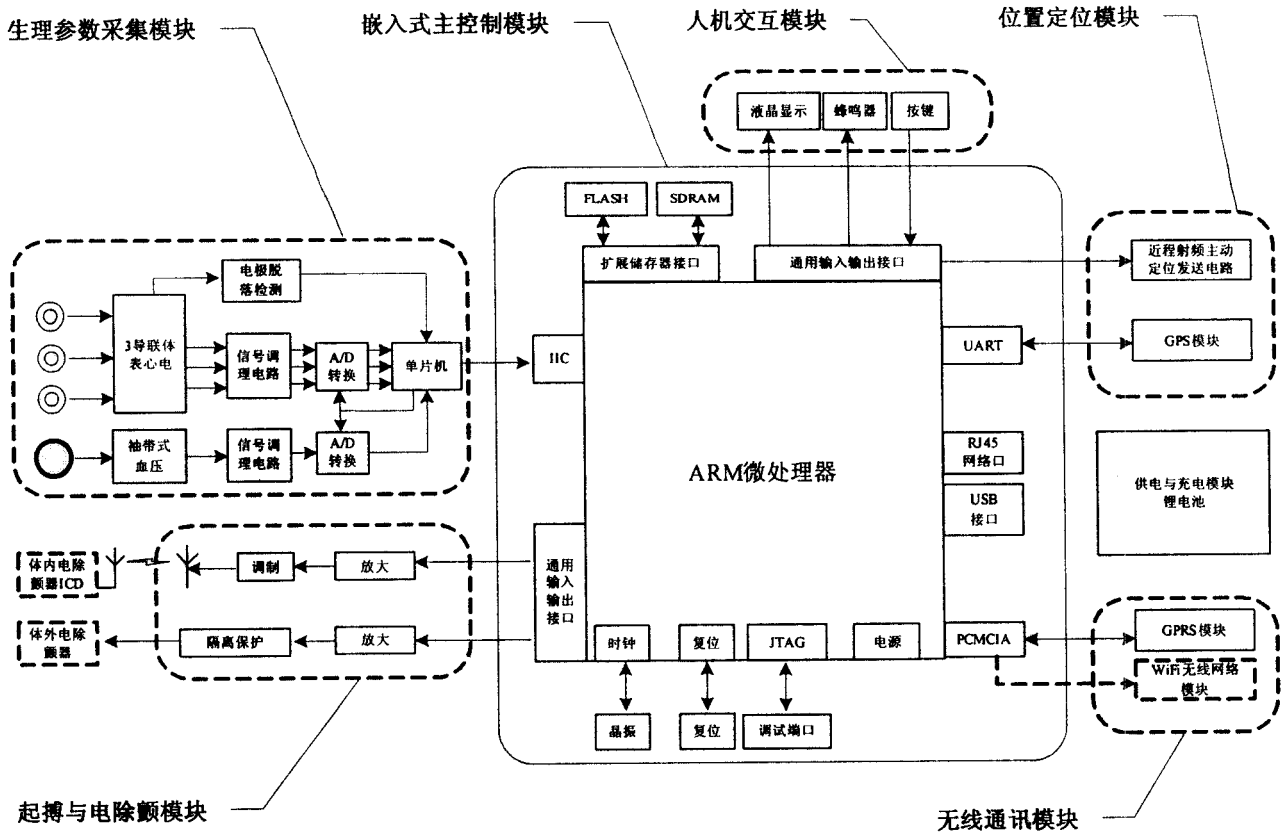 生理参数采集模块
嵌入式主控制模块
人机交互模块
位置定位模块
液晶显示
蜂鸣器
按键
FLASH
SDRAM
扩展储存器接口
通用输入输出接口
近程射频主动
定位发送电路
电极脱
落检测
3导联体
表心电
信号调
理电路
A/D
转换
单片机
IIC
UART
GPS模块
袖带式
血压
信号调
理电路
A/D
转换
ARM微处理器
RJ45
网络口
USB
接口
供电与充电模块
锂电池
体内电除
颤器ICD
调制
放大
通用
输入
输出
接口
体外电除
颤器
隔离保护
放大
时钟
复位
JTAG
电源
PCMCIA
GPRS模块
WiFi无线网络
模块
晶振
复位
调试端口
起搏与电除颤模块
无线通讯模块